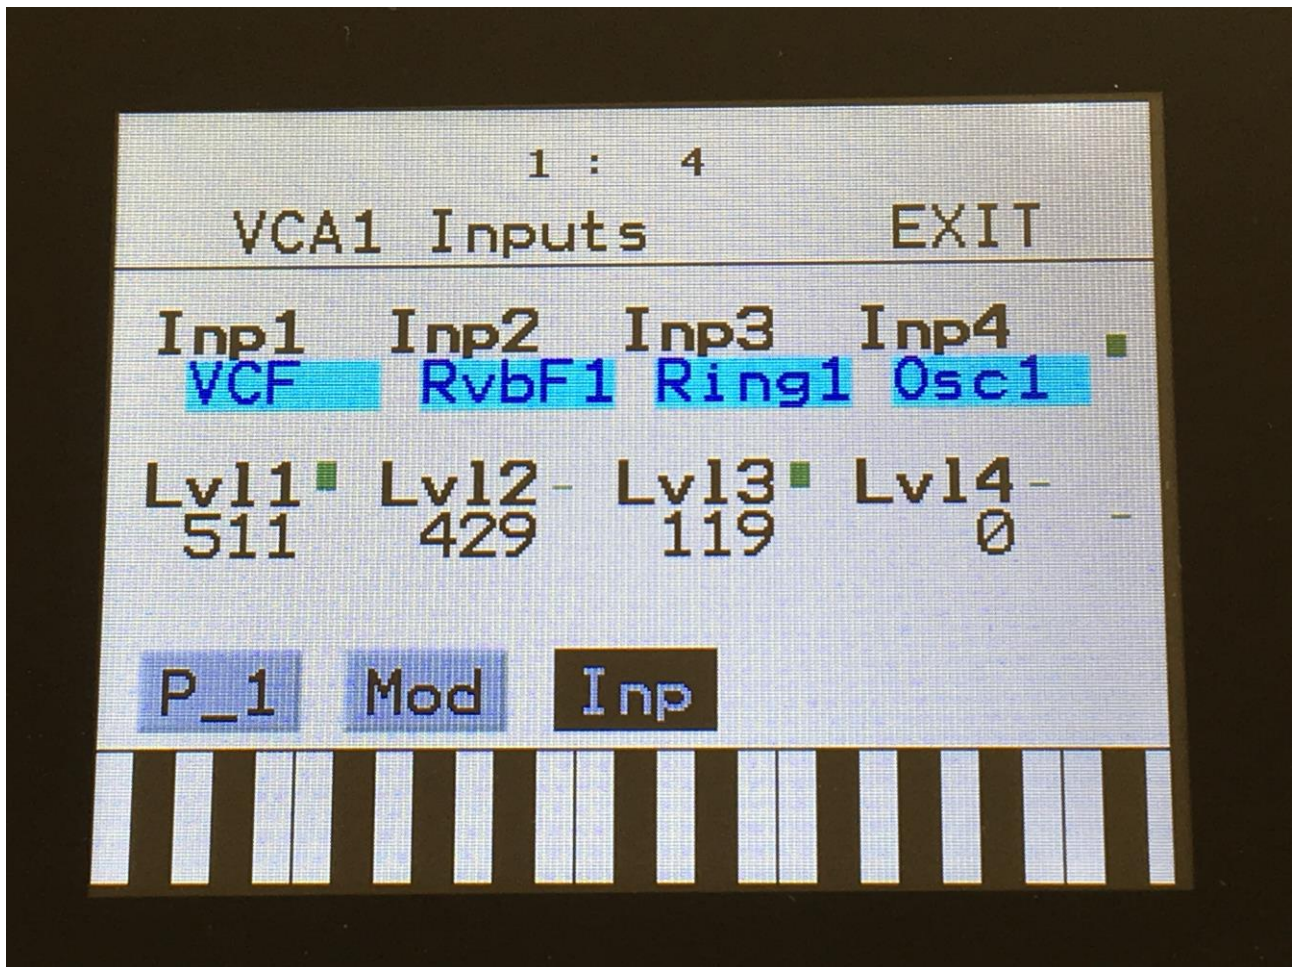 1 : 4
VCA1 Inputs EXIT
Inp1 Inp2 Inp3 Inp4
VCF RvbF1 Ring1 Osc1
Lvl1 Lvl2 Lvl3 Lvl4
511 429 119 0
P_1 Mod Inp